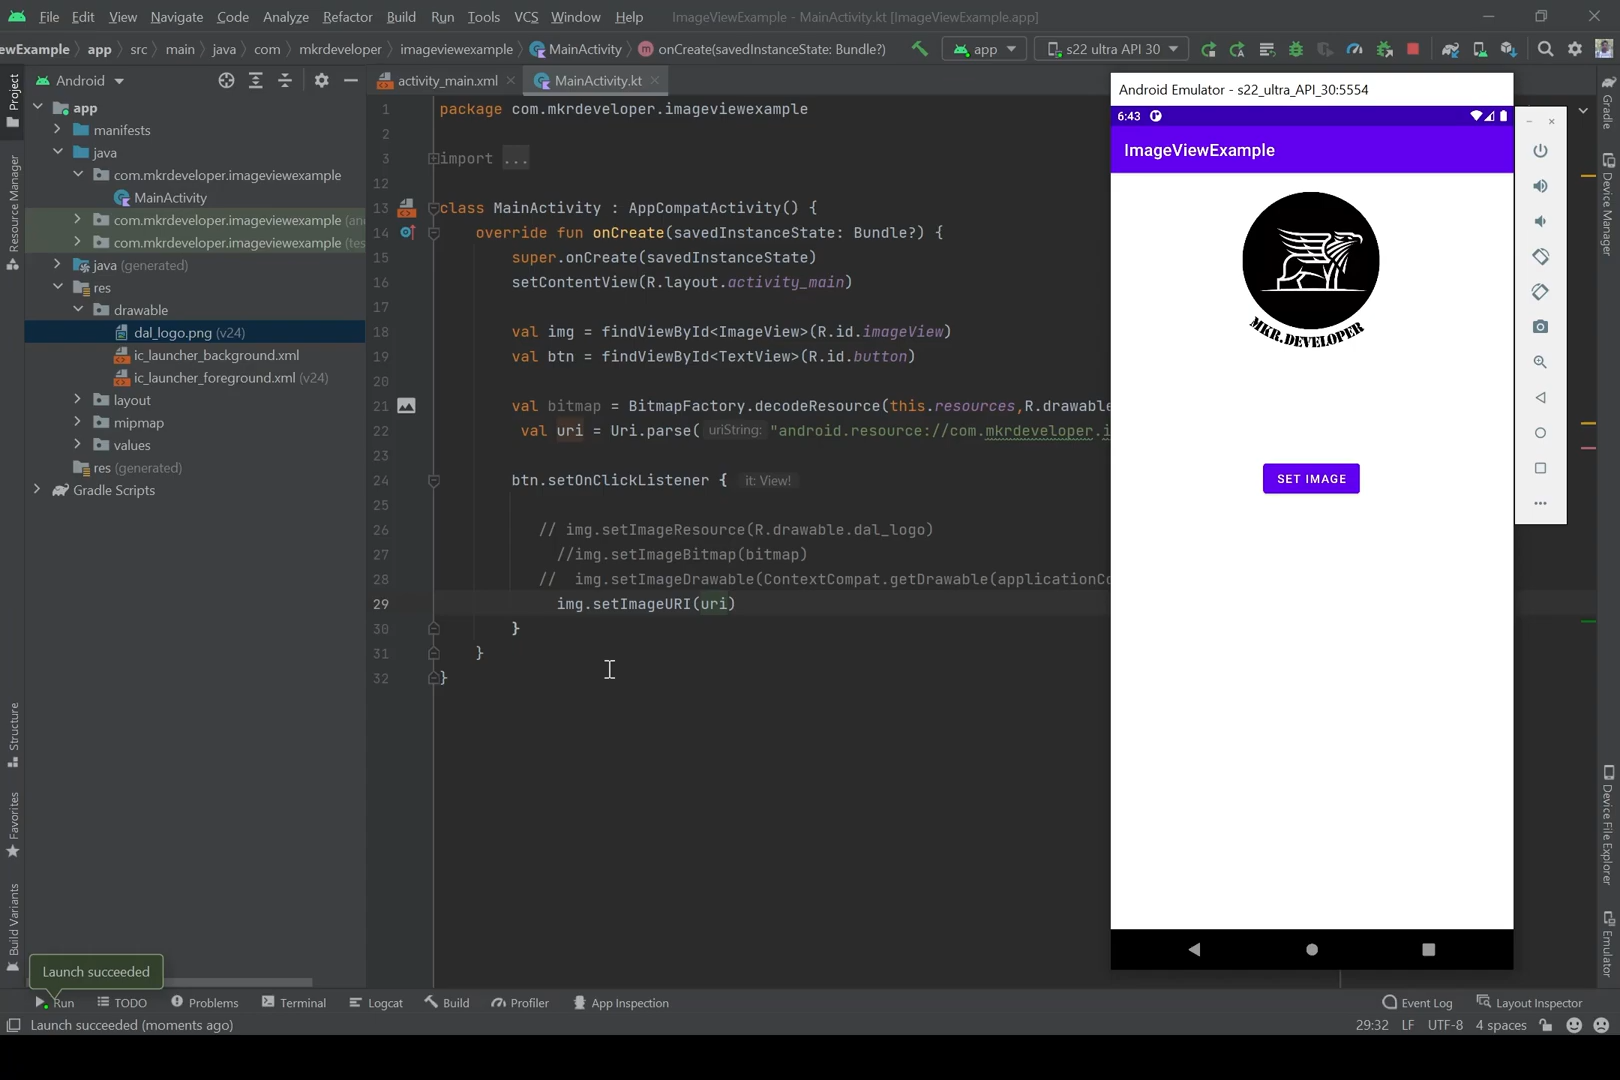 File Edit View Navigate Code Analyze Refactor Build Run Tools VCS Window Help ImageViewExample - MainActivity.kt [ImageViewExample.app]
ewExample app src main java com mkrdeveloper imageviewexample MainActivity onCreate(savedInstanceState: Bundle?) app s22 ultra API 30
Android
activity_main.xml
MainActivity.kt
Project
Resource Manager
Structure
Favorites
Build Variants
app
manifests
java
com.mkrdeveloper.imageviewexample
MainActivity
com.mkrdeveloper.imageviewexample (an
com.mkrdeveloper.imageviewexample (tes
java (generated)
res
drawable
dal_logo.png (v24)
ic_launcher_background.xml
ic_launcher_foreground.xml (v24)
layout
mipmap
values
res (generated)
Gradle Scripts
1 package com.mkrdeveloper.imageviewexample
2
3 import ...
12
13 class MainActivity : AppCompatActivity() {
14 override fun onCreate(savedInstanceState: Bundle?) {
15 super.onCreate(savedInstanceState)
16 setContentView(R.layout.activity_main)
17
18 val img = findViewById<ImageView>(R.id.imageView)
19 val btn = findViewById<TextView>(R.id.button)
20
21 val bitmap = BitmapFactory.decodeResource(this.resources,R.drawable
22 val uri = Uri.parse( uriString: "android.resource://com.mkrdeveloper.i
23
24 btn.setOnClickListener { it: View!
25
26 // img.setImageResource(R.drawable.dal_logo)
27 //img.setImageBitmap(bitmap)
28 // img.setImageDrawable(ContextCompat.getDrawable(applicationCo
29 img.setImageURI(uri)
30 }
31 }
32 }
Android Emulator - s22_ultra_API_30:5554
6:43
ImageViewExample
MKR.DEVELOPER
SET IMAGE
Gradle
Device Manager
Device File Explorer
Emulator
Launch succeeded
Run TODO Problems Terminal Logcat Build Profiler App Inspection Event Log Layout Inspector
Launch succeeded (moments ago) 29:32 LF UTF-8 4 spaces